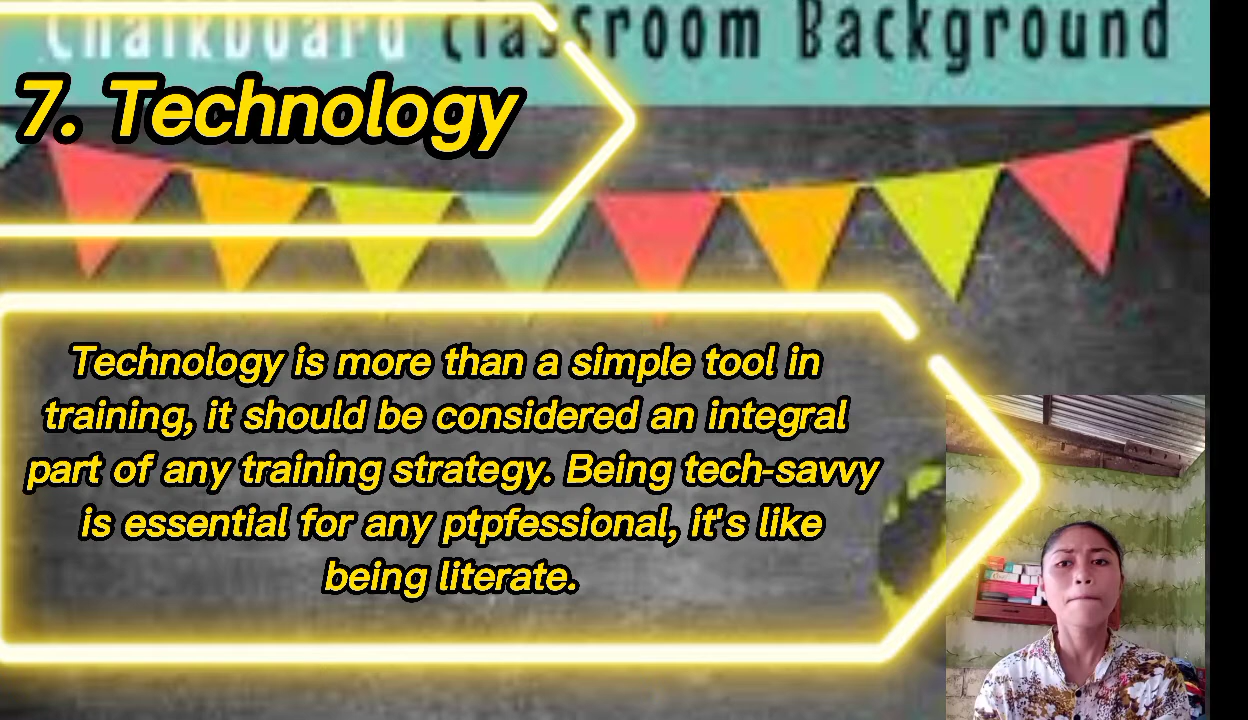 Chalkboard Classroom Background
7. Technology
Technology is more than a simple tool in
training, it should be considered an integral
part of any training strategy. Being tech-savvy
is essential for any ptpfessional, it's like
being literate.